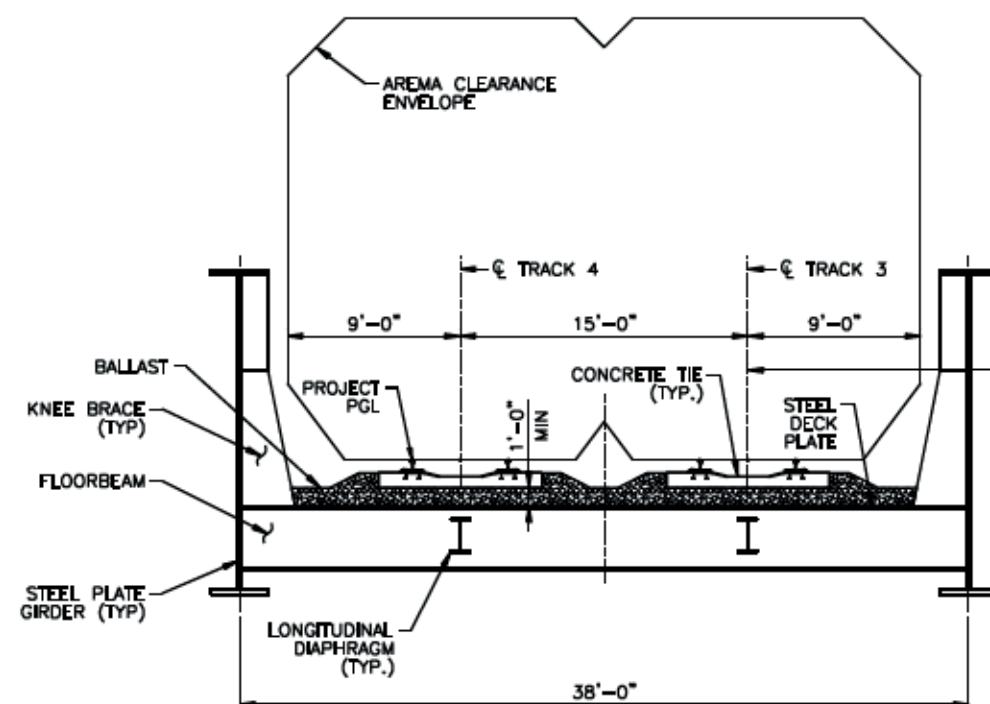 AREMA CLEARANCE
ENVELOPE
℄ TRACK 4
℄ TRACK 3
9'-0"
15'-0"
9'-0"
BALLAST
PROJECT
PGL
CONCRETE TIE
(TYP.)
1'-0"
MIN
STEEL
DECK
PLATE
KNEE BRACE
(TYP)
FLOORBEAM
STEEL PLATE
GIRDER (TYP)
LONGITUDINAL
DIAPHRAGM
(TYP.)
38'-0"